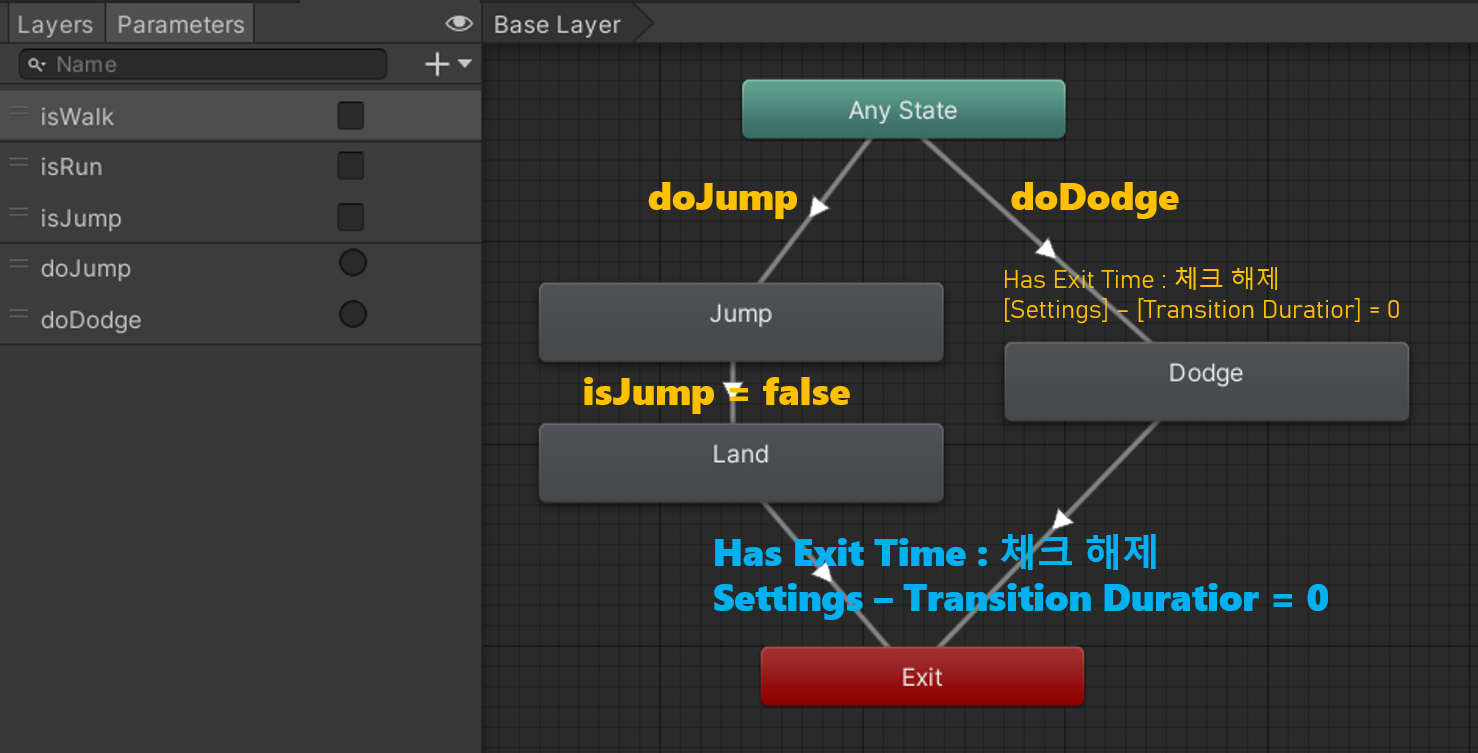 Layers Parameters
Name
isWalk
isRun
isJump
doJump
doDodge
Base Layer
Any State
doJump
doDodge
Has Exit Time : 체크 해제
[Settings] – [Transition Duratior] = 0
Jump
Dodge
isJump = false
Land
Has Exit Time : 체크 해제
Settings – Transition Duratior = 0
Exit